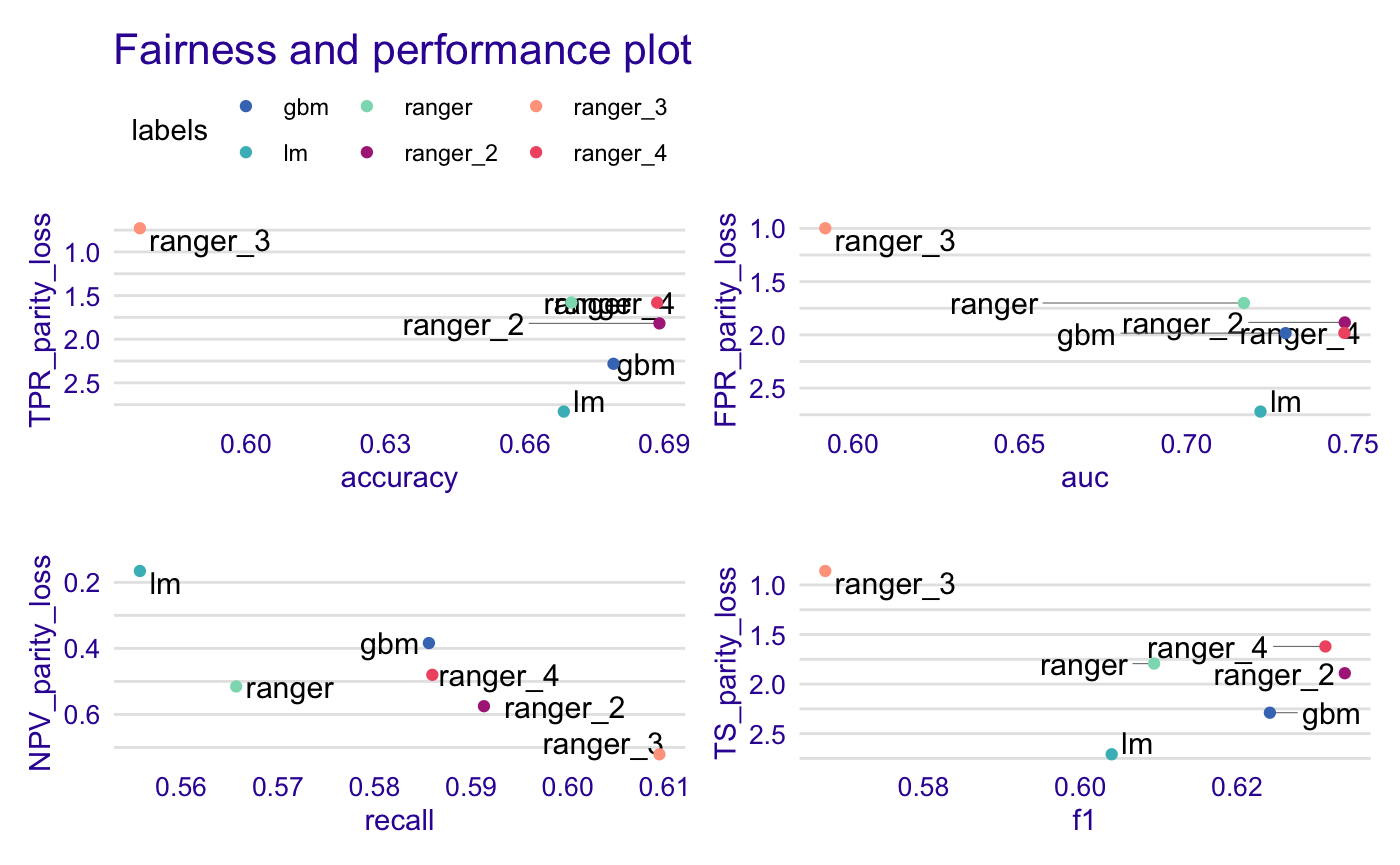 Fairness and performance plot
labels
gbm ranger ranger_3
lm ranger_2 ranger_4
TPR_parity_loss
1.0
1.5
2.0
2.5
ranger_3
ranger ranger_4
ranger_2
gbm
lm
0.60 0.63 0.66 0.69
accuracy
FPR_parity_loss
1.0
1.5
2.0
2.5
ranger_3
ranger
ranger_2
gbm ranger_4
lm
0.60 0.65 0.70 0.75
auc
NPV_parity_loss
0.2
0.4
0.6
lm
gbm
ranger_4
ranger
ranger_2
ranger_3
0.56 0.57 0.58 0.59 0.60 0.61
recall
TS_parity_loss
1.0
1.5
2.0
2.5
ranger_3
ranger_4
ranger
ranger_2
gbm
lm
0.58 0.60 0.62
f1